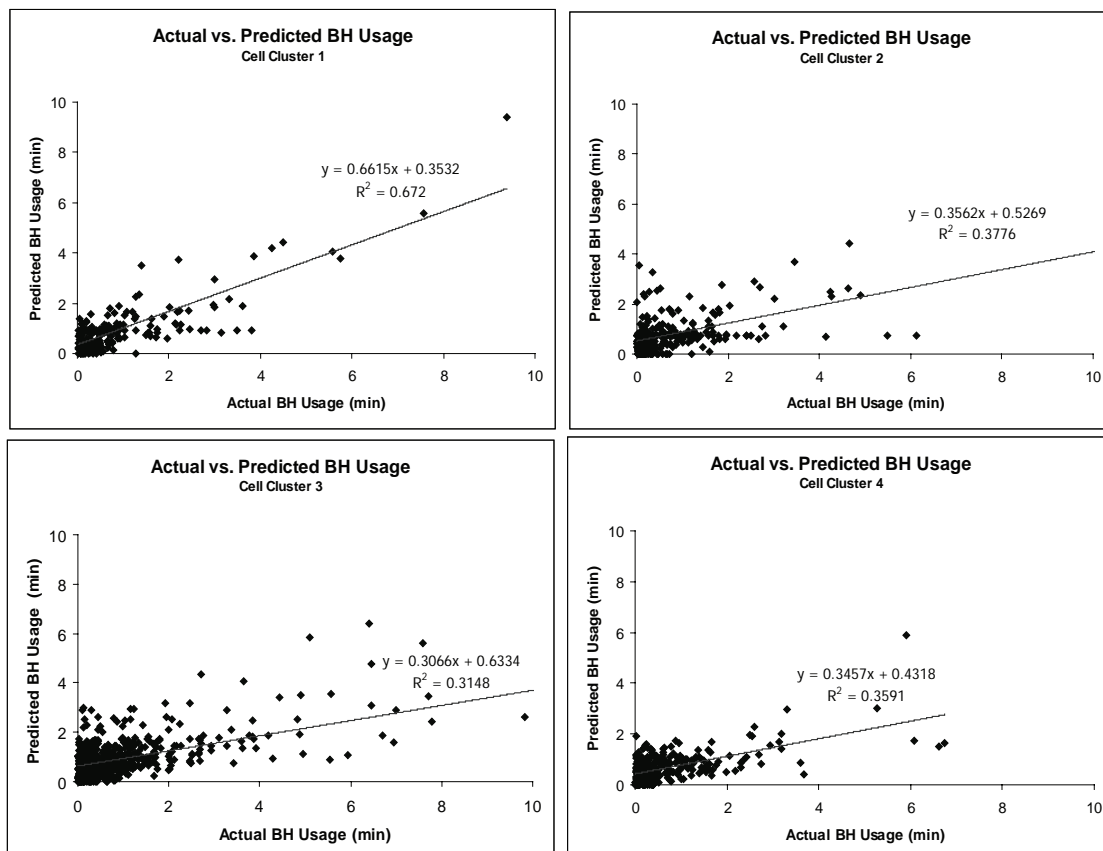 Actual vs. Predicted BH Usage
Cell Cluster 1
Predicted BH Usage (min)
10
8
6
4
2
0
y = 0.6615x + 0.3532
R² = 0.672
0 2 4 6 8 10
Actual BH Usage (min)
Actual vs. Predicted BH Usage
Cell Cluster 2
Predicted BH Usage (min)
10
8
6
4
2
0
y = 0.3562x + 0.5269
R² = 0.3776
0 2 4 6 8 10
Actual BH Usage (min)
Actual vs. Predicted BH Usage
Cell Cluster 3
Predicted BH Usage (min)
10
8
6
4
2
0
y = 0.3066x + 0.6334
R² = 0.3148
0 2 4 6 8 10
Actual BH Usage (min)
Actual vs. Predicted BH Usage
Cell Cluster 4
Predicted BH Usage (min)
10
8
6
4
2
0
y = 0.3457x + 0.4318
R² = 0.3591
0 2 4 6 8 10
Actual BH Usage (min)